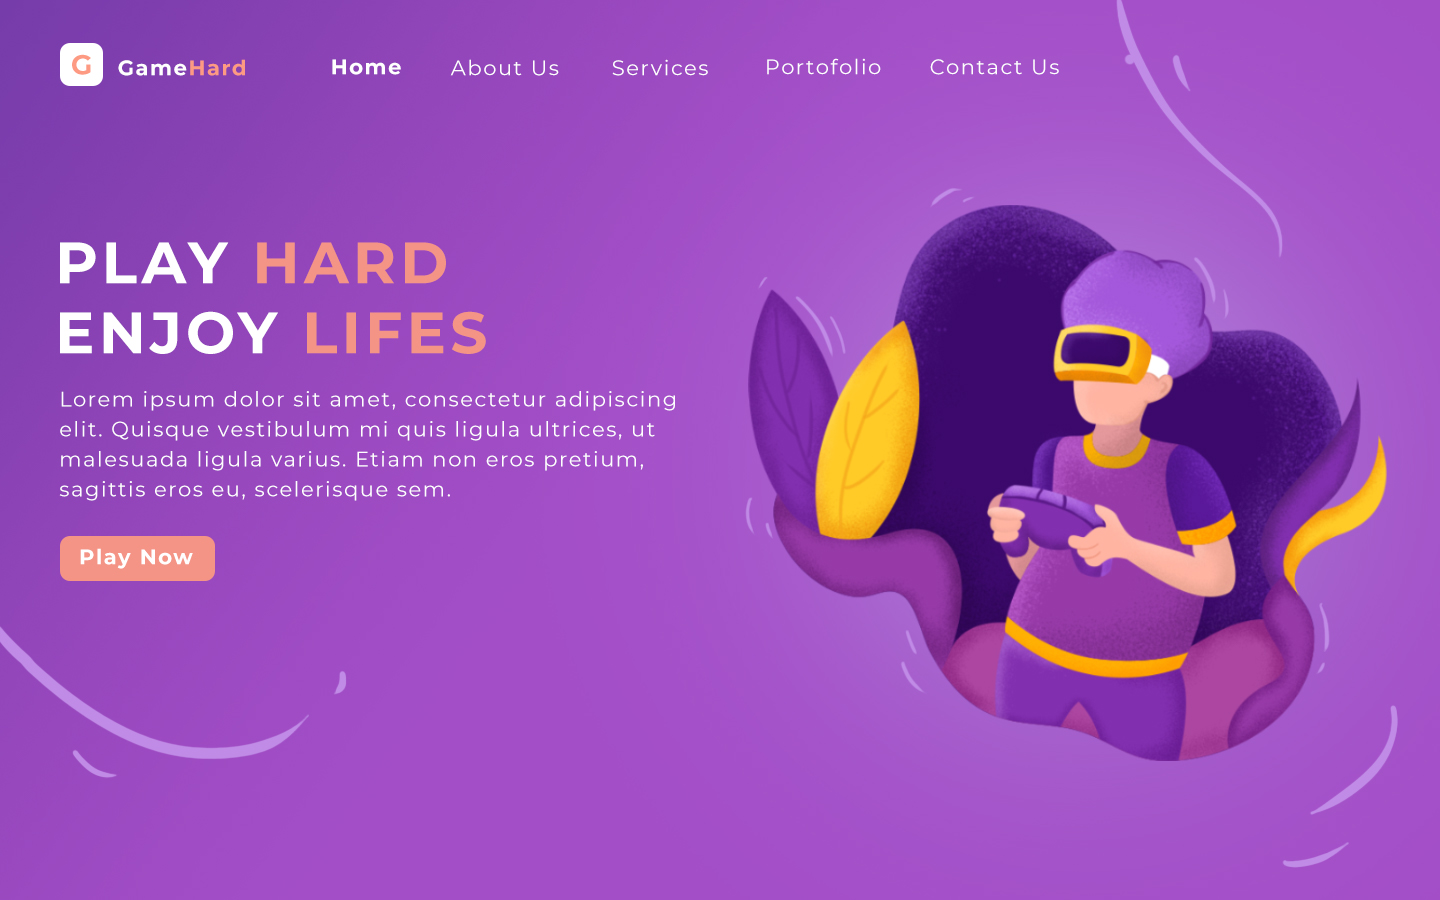 G GameHard Home About Us Services Portofolio Contact Us
PLAY HARD
ENJOY LIFES
Lorem ipsum dolor sit amet, consectetur adipiscing
elit. Quisque vestibulum mi quis ligula ultrices, ut
malesuada ligula varius. Etiam non eros pretium,
sagittis eros eu, scelerisque sem.
Play Now